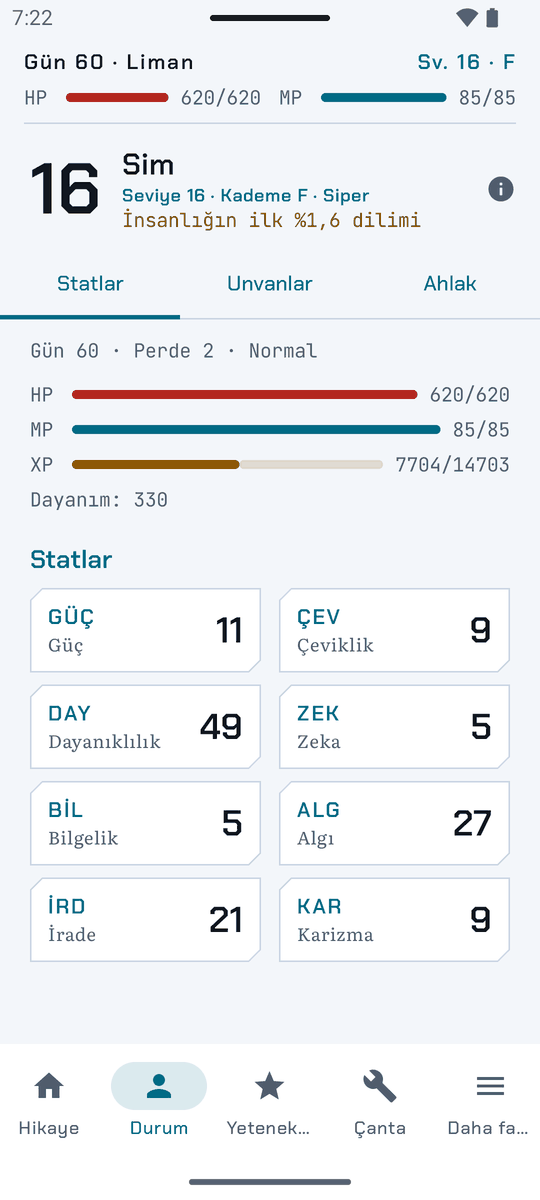 7:22
Gün 60 · Liman
Sv. 16 · F
HP 620/620 MP 85/85
16
Sim
Seviye 16 · Kademe F · Siper
İnsanlığın ilk %1,6 dilimi
Statlar Unvanlar Ahlak
Gün 60 · Perde 2 · Normal
HP 620/620
MP 85/85
XP 7704/14703
Dayanım: 330
Statlar
GÜÇ
Güç
11
ÇEV
Çeviklik
9
DAY
Dayanıklılık
49
ZEK
Zeka
5
BİL
Bilgelik
5
ALG
Algı
27
İRD
İrade
21
KAR
Karizma
9
Hikaye Durum Yetenek... Çanta Daha fa...